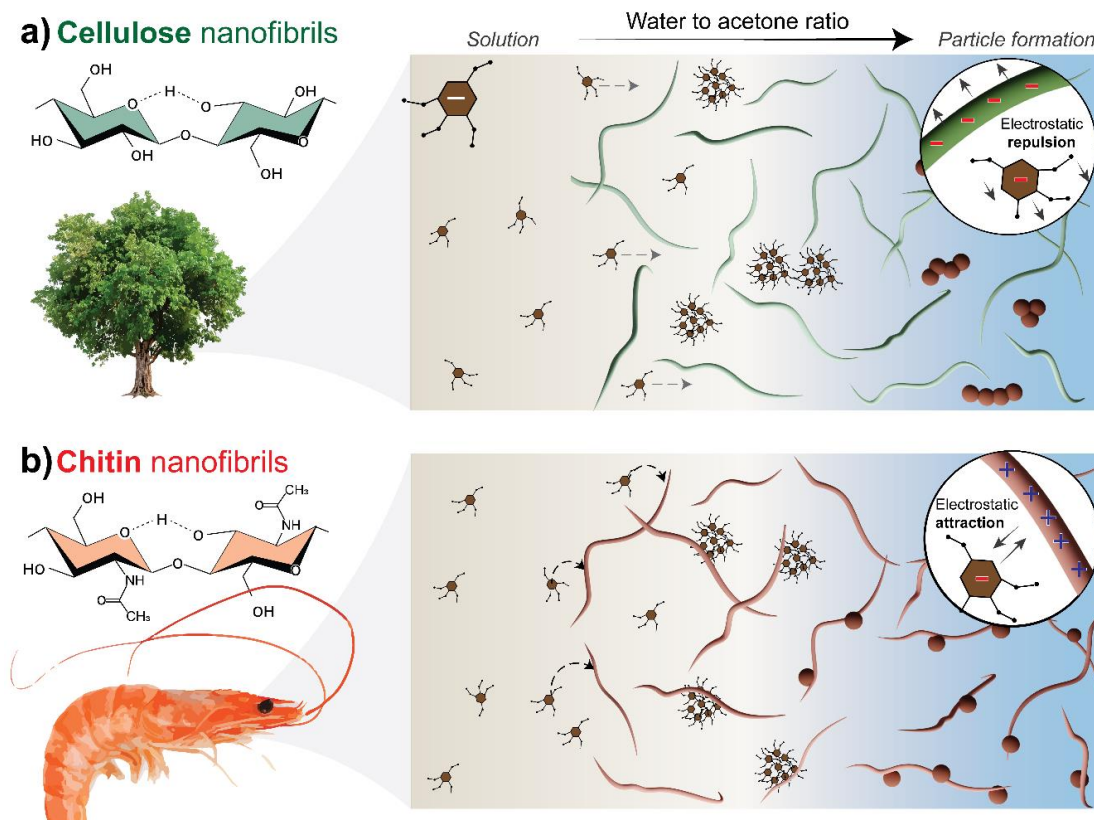 a) Cellulose nanofibrils
Water to acetone ratio
Solution
Particle formation
OH
O
H
O
OH
HO
OH
O
O
OH
Electrostatic
repulsion
b) Chitin nanofibrils
CH₃
O
OH
NH
O
H
O
HO
NH
O
O
O
CH₃
OH
Electrostatic
attraction